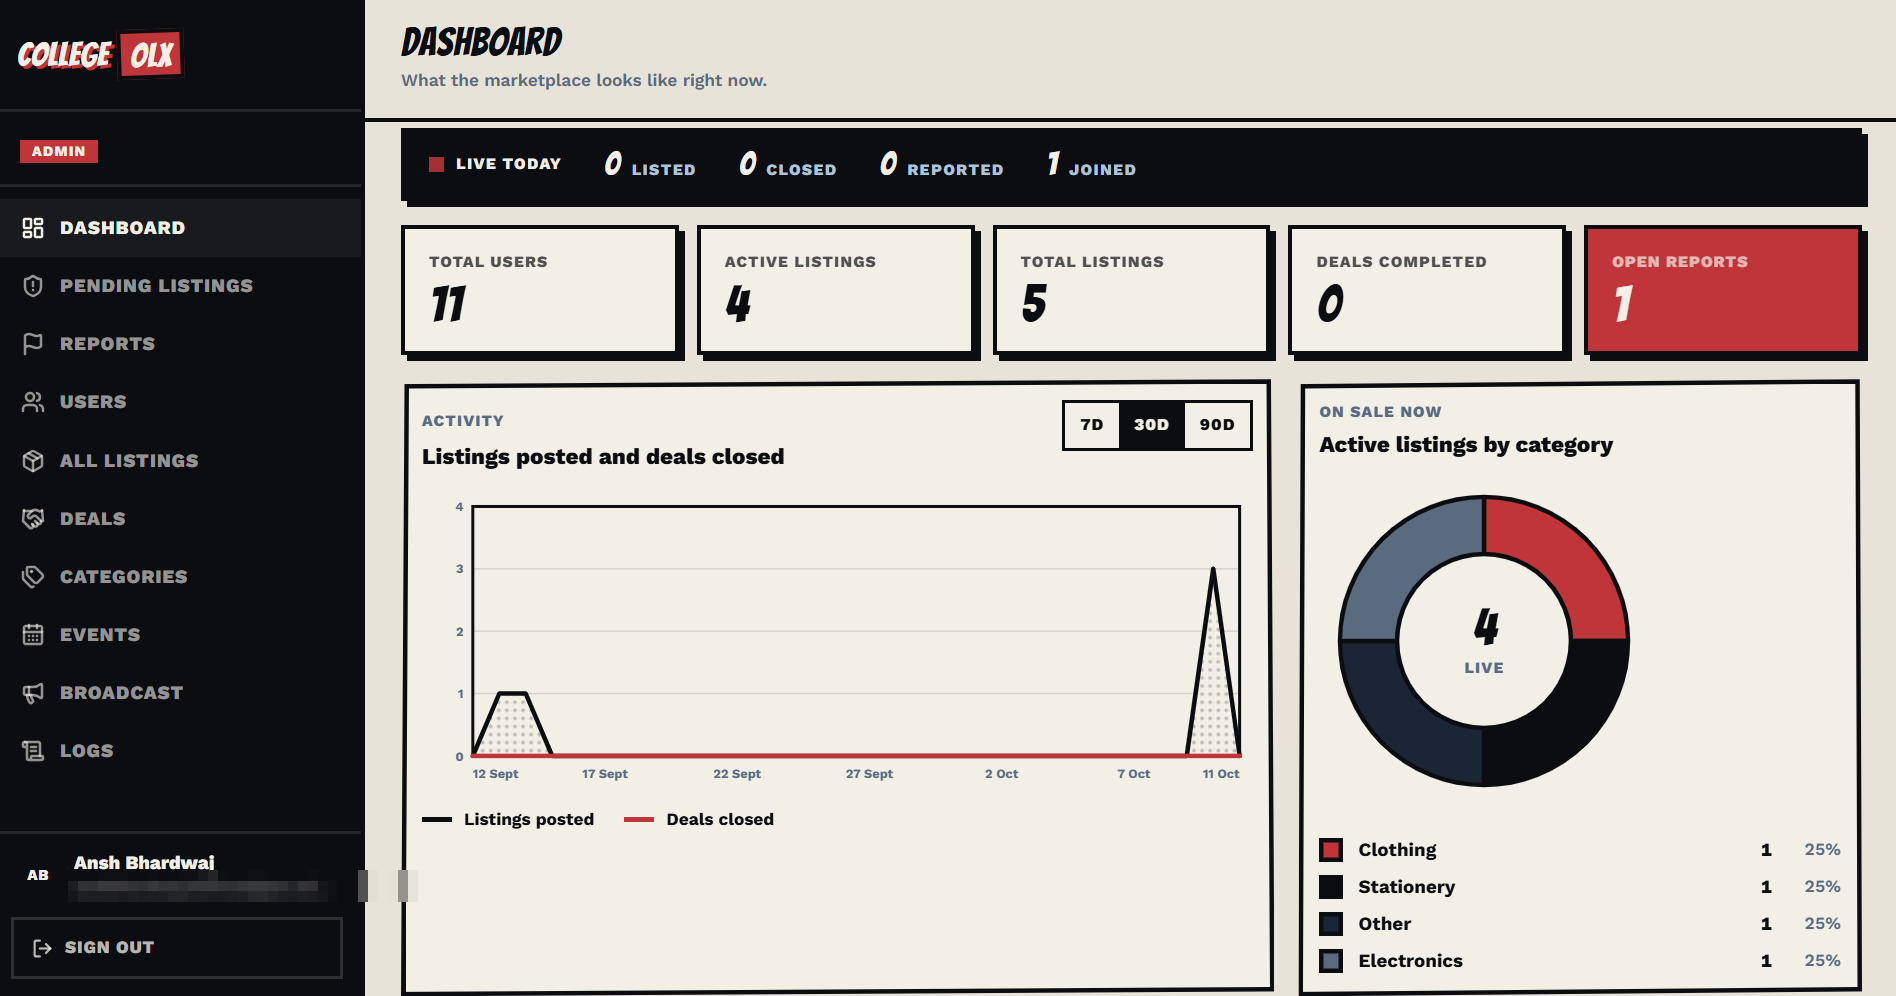 COLLEGE OLX
ADMIN
DASHBOARD
PENDING LISTINGS
REPORTS
USERS
ALL LISTINGS
DEALS
CATEGORIES
EVENTS
BROADCAST
LOGS
AB
Ansh Bhardwaj
SIGN OUT
DASHBOARD
What the marketplace looks like right now.
LIVE TODAY 0 LISTED 0 CLOSED 0 REPORTED 1 JOINED
TOTAL USERS
11
ACTIVE LISTINGS
4
TOTAL LISTINGS
5
DEALS COMPLETED
0
OPEN REPORTS
1
ACTIVITY
Listings posted and deals closed
7D 30D 90D
4
3
2
1
0
12 Sept 17 Sept 22 Sept 27 Sept 2 Oct 7 Oct 11 Oct
Listings posted Deals closed
ON SALE NOW
Active listings by category
4
LIVE
Clothing 1 25%
Stationery 1 25%
Other 1 25%
Electronics 1 25%